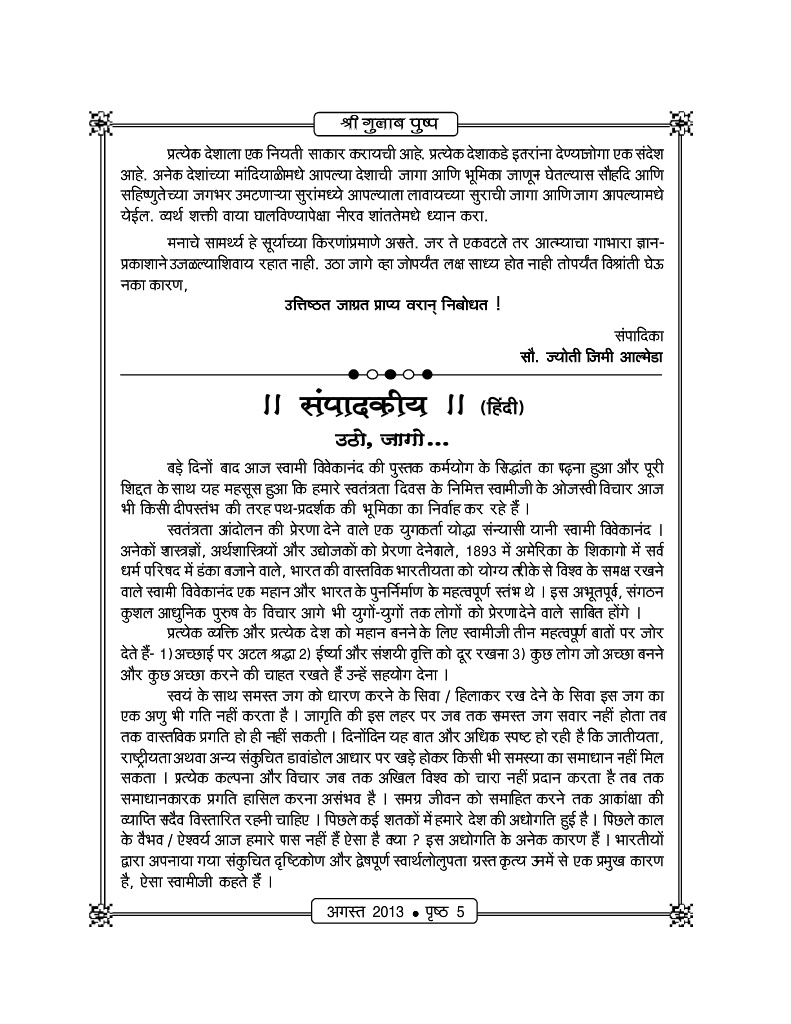 श्री गुलाब पुष्प
प्रत्येक देशाला एक नियती साकार करायची आहे. प्रत्येक देशाकडे इतरांना देण्याजोगा एक संदेश
आहे. अनेक देशांच्या मांदियाळीमधे आपल्या देशाची जागा आणि भूमिका जाणून घेतल्यास सौहार्द आणि
सहिष्णुतेच्या जगभर उमटणाऱ्या सुरांमध्ये आपल्याला लावायच्या सुराची जागा आणि जाग आपल्यामधे
येईल. व्यर्थ शक्ती वाया घालविण्यापेक्षा नीरव शांततेमधे ध्यान करा.
मनाचे सामर्थ्य हे सूर्याच्या किरणांप्रमाणे असते. जर ते एकवटले तर आत्म्याचा गाभारा ज्ञान-
प्रकाशाने उजळल्याशिवाय रहात नाही. उठा जागे व्हा जोपर्यंत लक्ष साध्य होत नाही तोपर्यंत विश्रांती घेऊ
नका कारण,
उत्तिष्ठत जाग्रत प्राप्य वरान् निबोधत !
संपादिका
सौ. ज्योती जिमी आल्मेडा
।। संपादकीय ।। (हिंदी)
उठो, जागो...
बड़े दिनों बाद आज स्वामी विवेकानंद की पुस्तक कर्मयोग के सिद्धांत का पढ़ना हुआ और पूरी
शिद्दत के साथ यह महसूस हुआ कि हमारे स्वतंत्रता दिवस के निमित्त स्वामीजी के ओजस्वी विचार आज
भी किसी दीपस्तंभ की तरह पथ-प्रदर्शक की भूमिका का निर्वाह कर रहे हैं ।
स्वतंत्रता आंदोलन की प्रेरणा देने वाले एक युगकर्ता योद्धा संन्यासी यानी स्वामी विवेकानंद ।
अनेकों शास्त्रज्ञों, अर्थशास्त्रियों और उद्योजकों को प्रेरणा देनेवाले, 1893 में अमेरिका के शिकागो में सर्व
धर्म परिषद में डंका बजाने वाले, भारत की वास्तविक भारतीयता को योग्य तरीके से विश्व के समक्ष रखने
वाले स्वामी विवेकानंद एक महान और भारत के पुनर्निर्माण के महत्वपूर्ण स्तंभ थे । इस अभूतपूर्व, संगठन
कुशल आधुनिक पुरुष के विचार आगे भी युगों-युगों तक लोगों को प्रेरणा देने वाले साबित होंगे ।
प्रत्येक व्यक्ति और प्रत्येक देश को महान बनने के लिए स्वामीजी तीन महत्वपूर्ण बातों पर जोर
देते हैं- 1) अच्छाई पर अटल श्रद्धा 2) ईर्ष्या और संशयी वृत्ति को दूर रखना 3) कुछ लोग जो अच्छा बनने
और कुछ अच्छा करने की चाहत रखते हैं उन्हें सहयोग देना ।
स्वयं के साथ समस्त जग को धारण करने के सिवा / हिलाकर रख देने के सिवा इस जग का
एक अणु भी गति नहीं करता है । जागृति की इस लहर पर जब तक समस्त जग सवार नहीं होता तब
तक वास्तविक प्रगति हो ही नहीं सकती । दिनोंदिन यह बात और अधिक स्पष्ट हो रही है कि जातीयता,
राष्ट्रीयता अथवा अन्य संकुचित डावांडोल आधार पर खड़े होकर किसी भी समस्या का समाधान नहीं मिल
सकता । प्रत्येक कल्पना और विचार जब तक अखिल विश्व को चारा नहीं प्रदान करता है तब तक
समाधानकारक प्रगति हासिल करना असंभव है । समग्र जीवन को समाहित करने तक आकांक्षा की
व्याप्ति सदैव विस्तारित रहनी चाहिए । पिछले कई शतकों में हमारे देश की अधोगति हुई है । पिछले काल
के वैभव / ऐश्वर्य आज हमारे पास नहीं हैं ऐसा है क्या ? इस अधोगति के अनेक कारण हैं । भारतीयों
द्वारा अपनाया गया संकुचित दृष्टिकोण और द्वेषपूर्ण स्वार्थलोलुपता ग्रस्त कृत्य उनमें से एक प्रमुख कारण
है, ऐसा स्वामीजी कहते हैं ।
अगस्त 2013 ● पृष्ठ 5